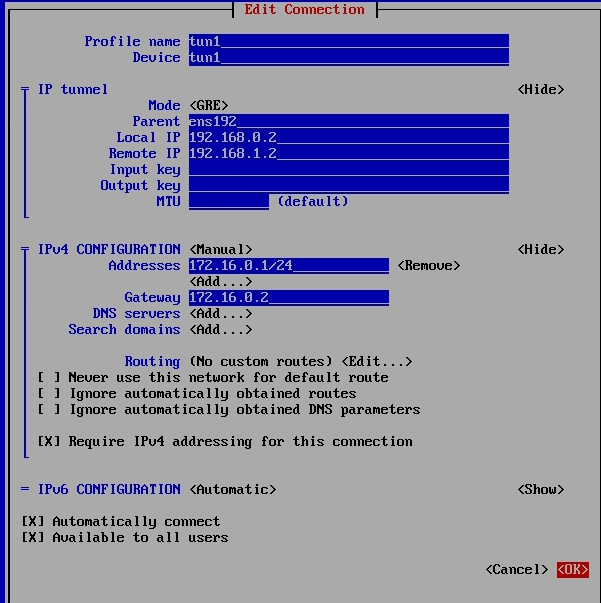 Edit Connection
Profile name tun1
Device tun1
= IP tunnel <Hide>
Mode <GRE>
Parent ens192
Local IP 192.168.0.2
Remote IP 192.168.1.2
Input key
Output key
MTU (default)
= IPv4 CONFIGURATION <Manual> <Hide>
Addresses 172.16.0.1/24 <Remove>
<Add...>
Gateway 172.16.0.2
DNS servers <Add...>
Search domains <Add...>
Routing (No custom routes) <Edit...>
[ ] Never use this network for default route
[ ] Ignore automatically obtained routes
[ ] Ignore automatically obtained DNS parameters
[X] Require IPv4 addressing for this connection
= IPv6 CONFIGURATION <Automatic> <Show>
[X] Automatically connect
[X] Available to all users
<Cancel> <OK>